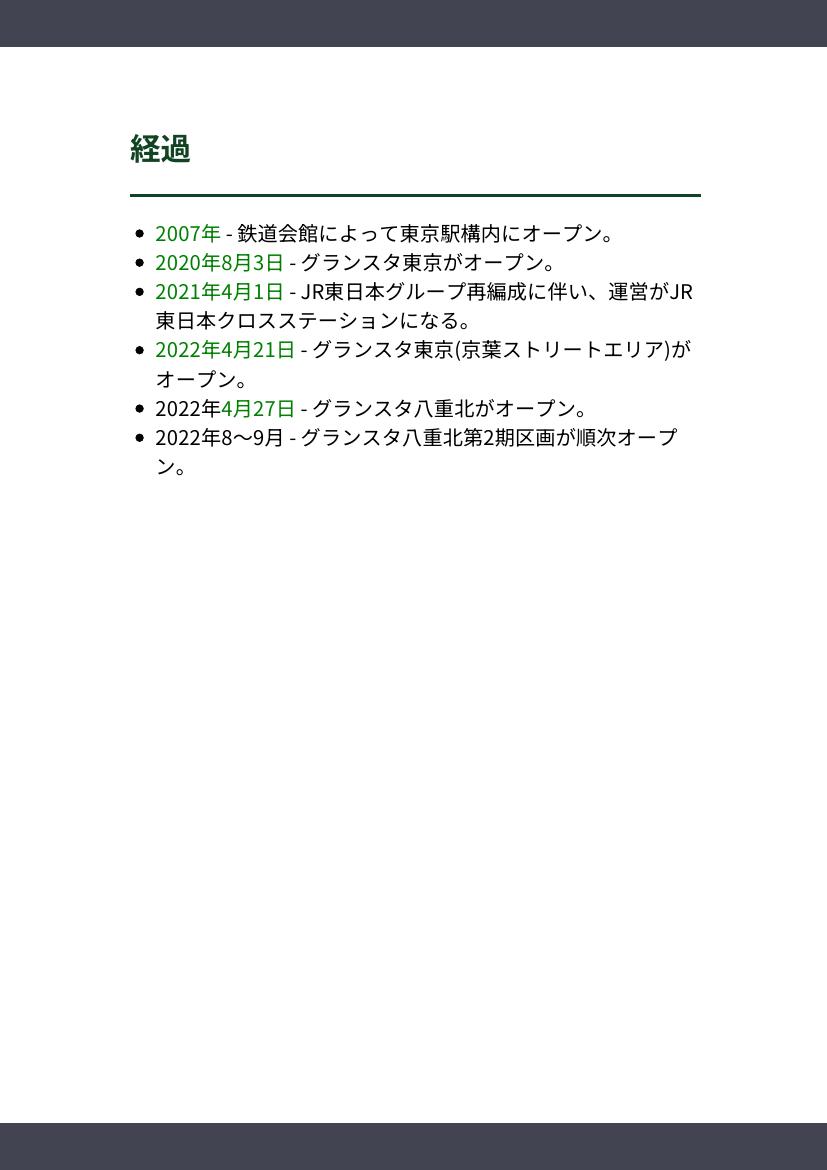 経過
• 2007年 - 鉄道会館によって東京駅構内にオープン。
• 2020年8月3日 - グランスタ東京がオープン。
• 2021年4月1日 - JR東日本グループ再編成に伴い、運営がJR
東日本クロスステーションになる。
• 2022年4月21日 - グランスタ東京(京葉ストリートエリア)が
オープン。
• 2022年4月27日 - グランスタ八重北がオープン。
• 2022年8〜9月 - グランスタ八重北第2期区画が順次オープ
ン。